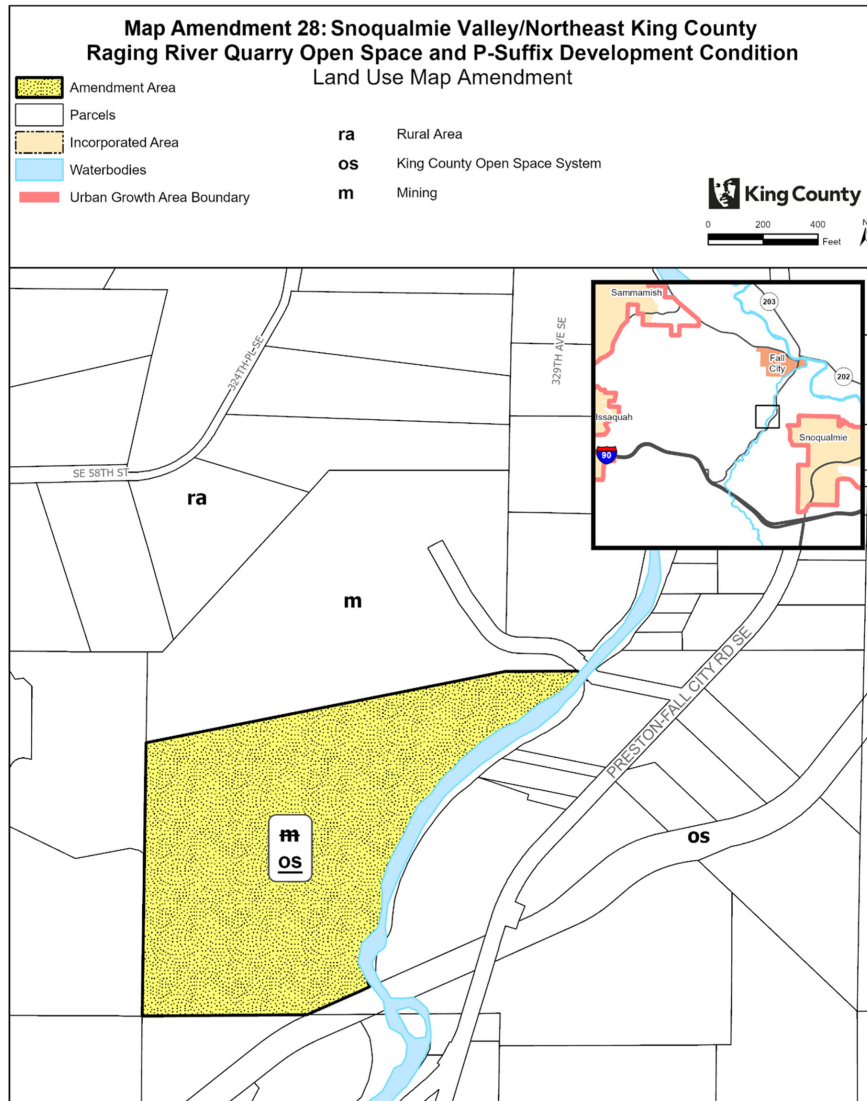 Map Amendment 28: Snoqualmie Valley/Northeast King County
Raging River Quarry Open Space and P-Suffix Development Condition
Land Use Map Amendment
Amendment Area
Parcels
Incorporated Area
Waterbodies
Urban Growth Area Boundary
ra Rural Area
os King County Open Space System
m Mining
King County
0 200 400
Feet
N
324TH PL SE
329TH AVE SE
SE 58TH ST
ra
m
m
os
os
PRESTON-FALL CITY RD SE
Sammamish
203
Fall
City
202
Issaquah
Snoqualmie
90